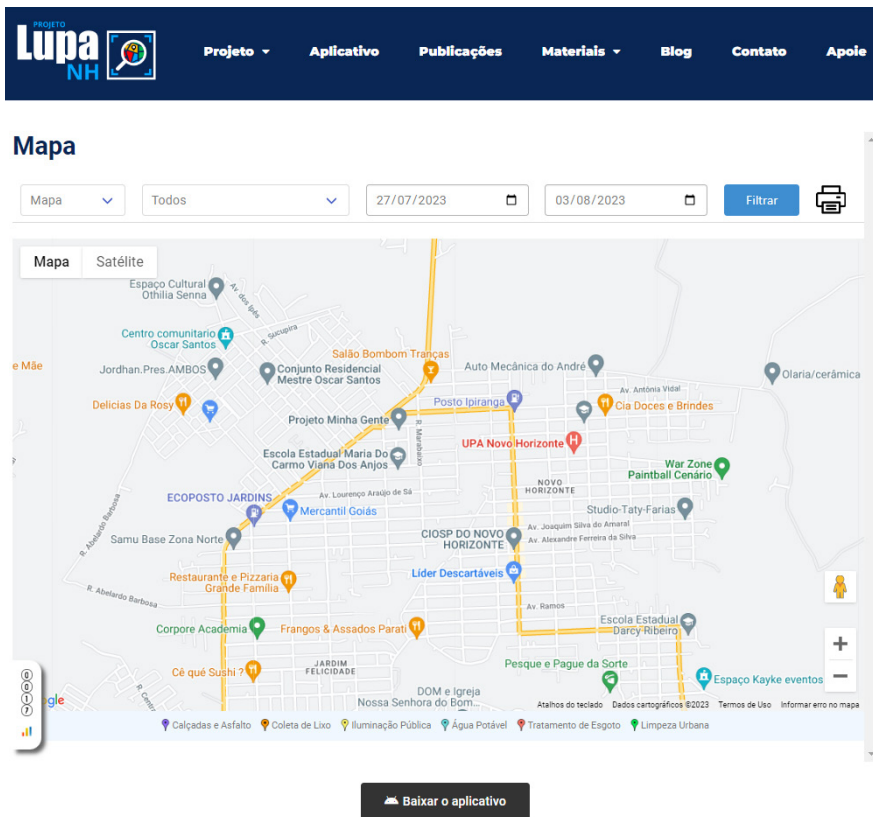 PROJETO
Lupa
NH
Projeto
Aplicativo
Publicações
Materiais
Blog
Contato
Apoie
Mapa
Mapa
Todos
27/07/2023
03/08/2023
Filtrar
Mapa
Satélite
Espaço Cultural
Othilia Senna
Av. dos Ipês
R. Sucupira
Centro comunitario
Oscar Santos
Salão Bombom Tranças
e Mãe
Jordhan.Pres.AMBOS
Conjunto Residencial
Mestre Oscar Santos
Auto Mecânica do André
Olaria/cerâmica
Av. Antônia Vidal
Delicias Da Rosy
Posto Ipiranga
Cia Doces e Brindes
Projeto Minha Gente
R. Marabaixo
UPA Novo Horizonte
Escola Estadual Maria Do
Carmo Viana Dos Anjos
War Zone
Paintball Cenário
NOVO
HORIZONTE
ECOPOSTO JARDINS
Av. Lourenço Araújo de Sá
Mercantil Goiás
Studio-Taty-Farias
R. Abelardo Barbosa
Samu Base Zona Norte
CIOSP DO NOVO
HORIZONTE
Av. Joaquim Silva do Amaral
Av. Alexandre Ferreira da Silva
Restaurante e Pizzaria
Grande Família
Líder Descartáveis
R. Abelardo Barbosa
Av. Ramos
Escola Estadual
Darcy Ribeiro
Corpore Academia
Frangos & Assados Parati
Cê qué Sushi ?
JARDIM
FELICIDADE
Pesque e Pague da Sorte
Espaço Kayke eventos
DOM e Igreja
Nossa Senhora do Bom...
gle
Atalhos do teclado
Dados cartográficos ©2023
Termos de Uso
Informar erro no mapa
Calçadas e Asfalto
Coleta de Lixo
Iluminação Pública
Água Potável
Tratamento de Esgoto
Limpeza Urbana
Baixar o aplicativo